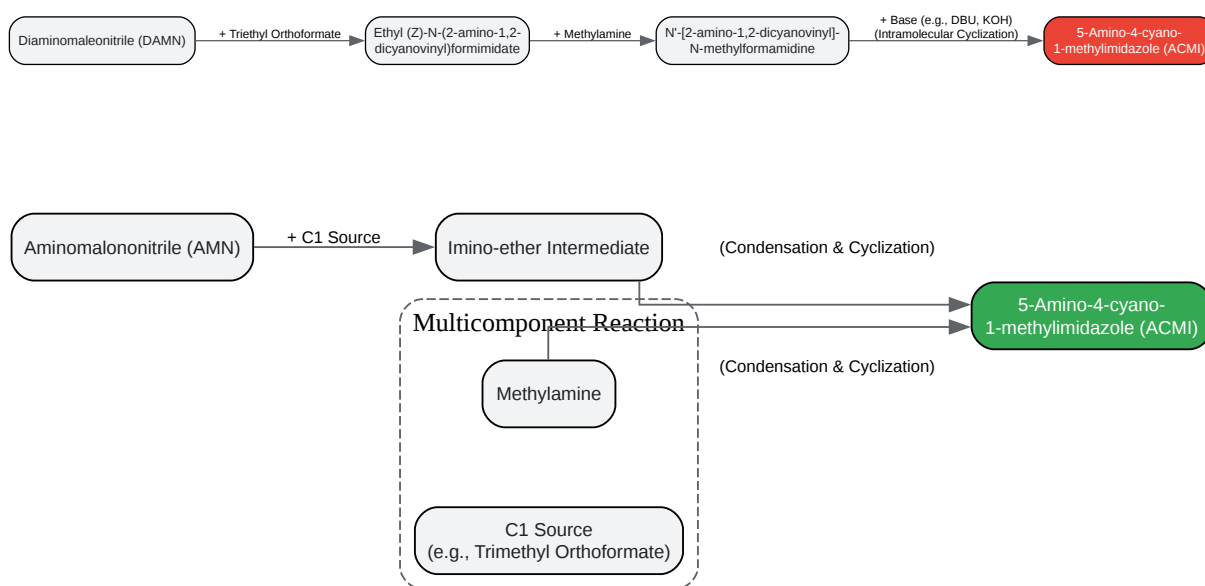 Diaminomaleonitrile (DAMN)
+ Triethyl Orthoformate
Ethyl (Z)-N-(2-amino-1,2-
dicyanovinyl)formimidate
+ Methylamine
N'-[2-amino-1,2-dicyanovinyl]-
N-methylformamidine
+ Base (e.g., DBU, KOH)
(Intramolecular Cyclization)
5-Amino-4-cyano-
1-methylimidazole (ACMI)
Aminomalononitrile (AMN)
+ C1 Source
Imino-ether Intermediate
(Condensation & Cyclization)
5-Amino-4-cyano-
1-methylimidazole (ACMI)
Multicomponent Reaction
(Condensation & Cyclization)
Methylamine
C1 Source
(e.g., Trimethyl Orthoformate)